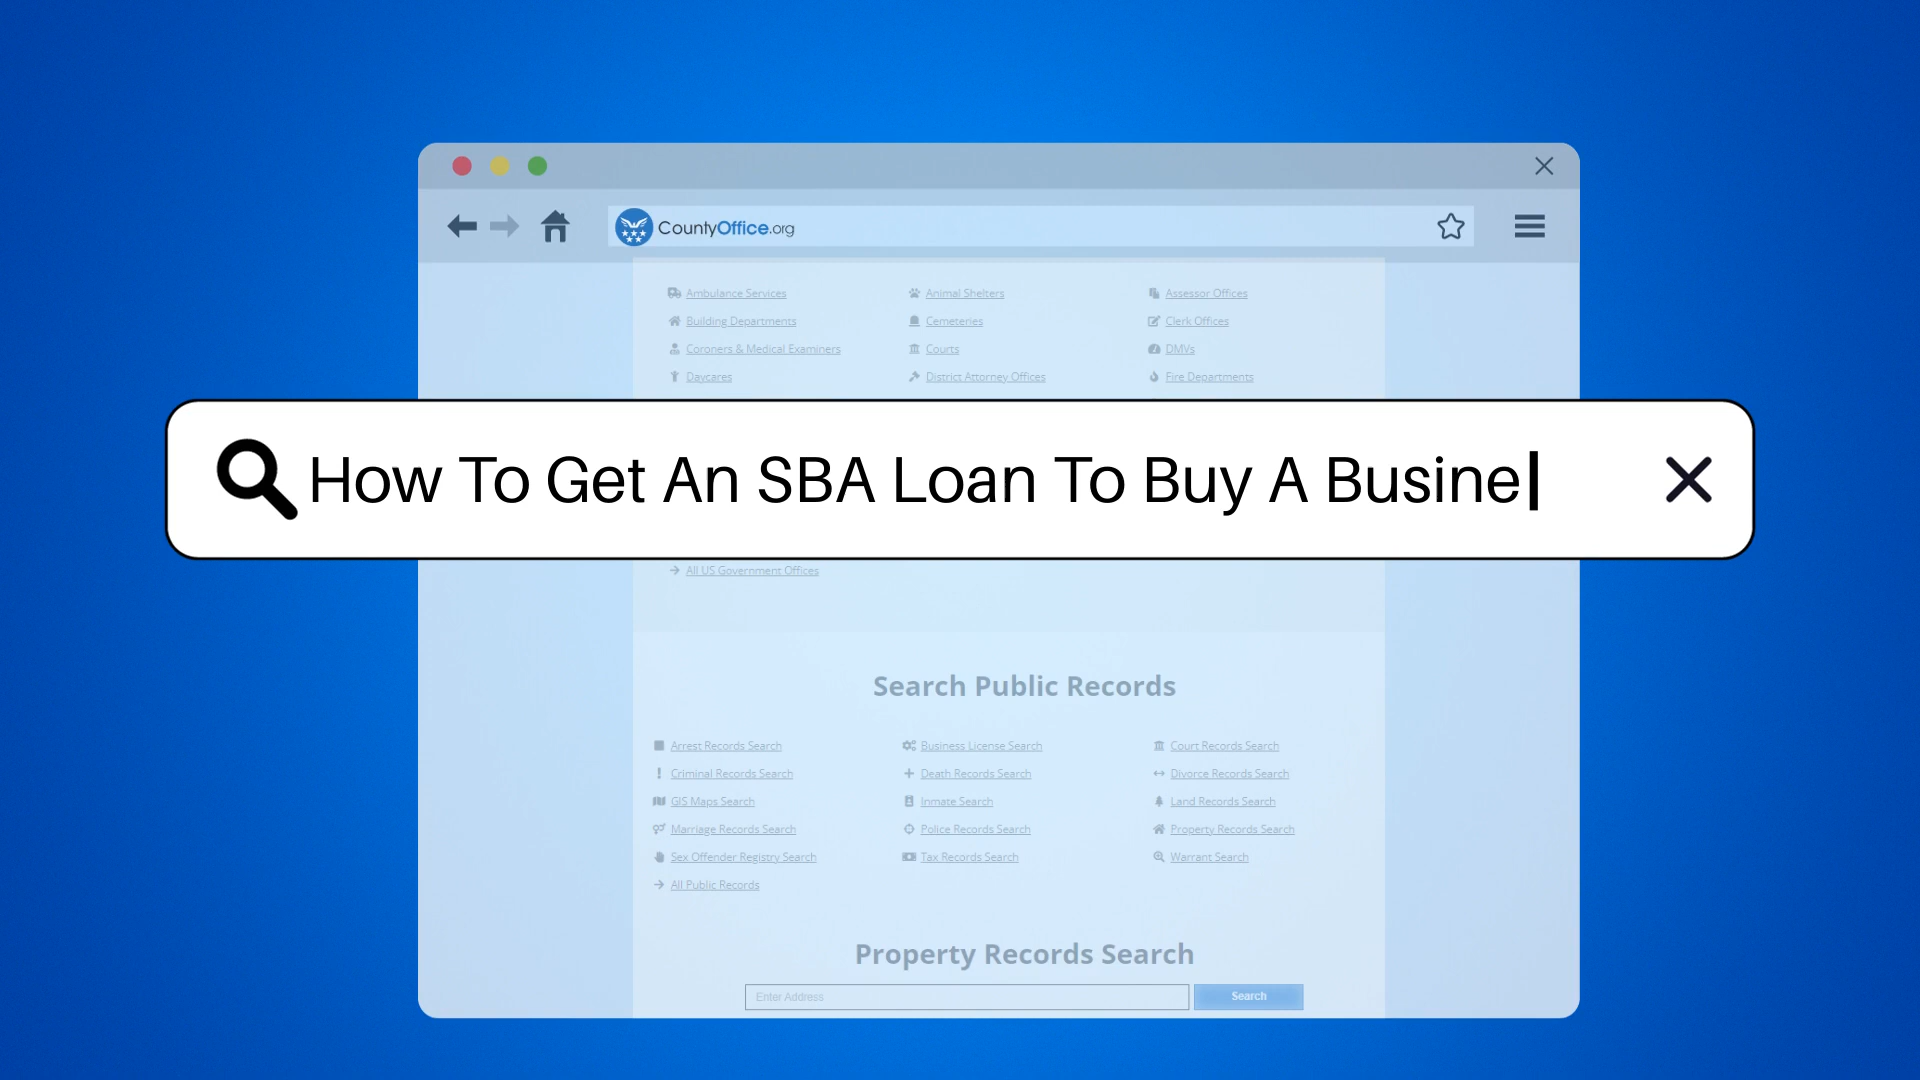 CountyOffice.org
Ambulance Services Animal Shelters Assessor Offices
Building Departments Cemeteries Clerk Offices
Coroners & Medical Examiners Courts DMVs
Daycares District Attorney Offices Fire Departments
How To Get An SBA Loan To Buy A Busine
All US Government Offices
Search Public Records
Arrest Records Search Business License Search Court Records Search
Criminal Records Search Death Records Search Divorce Records Search
GIS Maps Search Inmate Search Land Records Search
Marriage Records Search Police Records Search Property Records Search
Sex Offender Registry Search Tax Records Search Warrant Search
All Public Records
Property Records Search
Enter Address Search